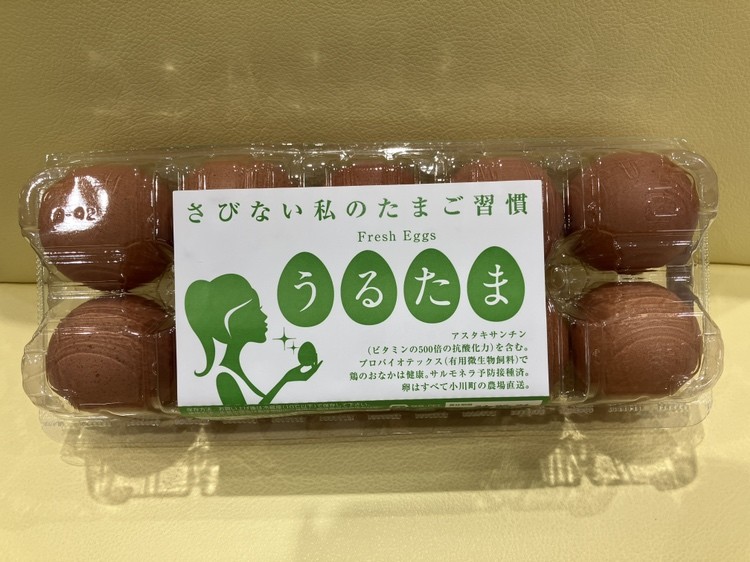 さびない私のたまご習慣
Fresh Eggs
うるたま
アスタキサンチン
(ビタミンの500倍の抗酸化力)を含む。
プロバイオテックス(有用微生物飼料)で
鶏のおなかは健康。サルモネラ予防接種済。
卵はすべて小川町の農場直送。